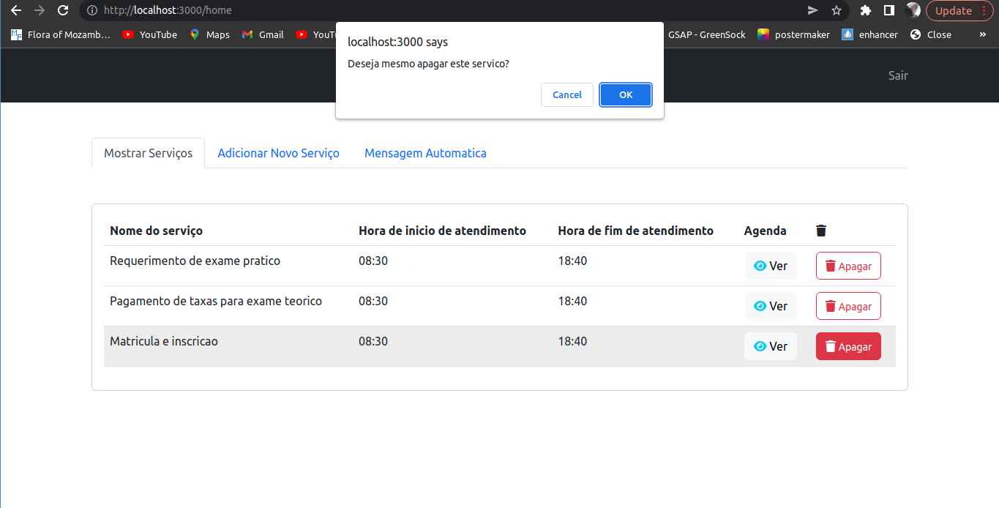 http://localhost:3000/home
Update
Flora of Mozamb…
YouTube
Maps
Gmail
GSAP - GreenSock
postermaker
enhancer
Close
»
localhost:3000 says
Deseja mesmo apagar este servico?
Cancel
OK
Sair
Mostrar Serviços
Adicionar Novo Serviço
Mensagem Automatica
Nome do serviço Hora de inicio de atendimento Hora de fim de atendimento Agenda
Requerimento de exame pratico 08:30 18:40 Ver Apagar
Pagamento de taxas para exame teorico 08:30 18:40 Ver Apagar
Matricula e inscricao 08:30 18:40 Ver Apagar